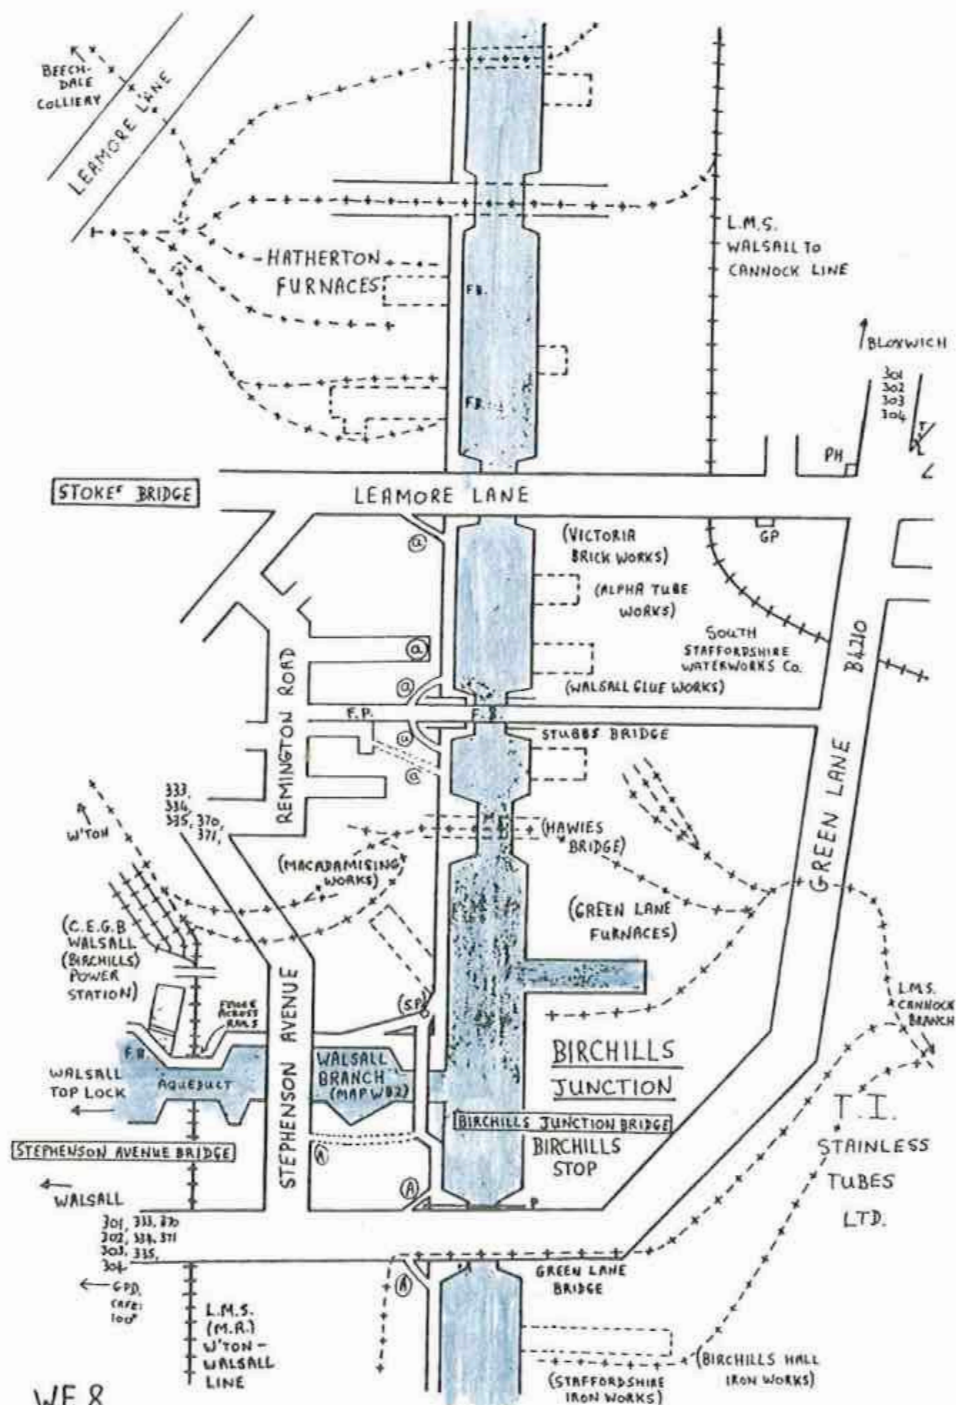 BEECH-
DALE
COLLIERY
LEAMORE LANE
HATHERTON
FURNACES
F.B.
F.B.
L.M.S.
WALSALL TO
CANNOCK LINE
BLOXWICH
301
302
303
304
PH
STOKES BRIDGE
LEAMORE LANE
GP
(VICTORIA
BRICK WORKS)
(ALPHA TUBE
WORKS)
SOUTH
STAFFORDSHIRE
WATERWORKS Co.
B4210
(WALSALL GLUE WORKS)
REMINGTON ROAD
F.P.
F.B.
STUBBS BRIDGE
@
@
@
@
@
GREEN LANE
333,
334,
335, 370,
371,
W'TON
(MACADAMISING
WORKS)
(HAWIES
BRIDGE)
(GREEN LANE
FURNACES)
(C.E.G.B
WALSALL
(BIRCHILLS)
POWER
STATION)
FENCE
ACROSS
RAILS
STEPHENSON AVENUE
(S.P.)
L.M.S.
CANNOCK
BRANCH
F.B.
WALSALL
TOP LOCK
AQUEDUCT
WALSALL
BRANCH
(MAP WB2)
BIRCHILLS
JUNCTION
BIRCHILLS JUNCTION BRIDGE
BIRCHILLS
STOP
T.I.
STAINLESS
TUBES
LTD.
STEPHENSON AVENUE BRIDGE
A
A
P
WALSALL
301, 333, 370
302, 334, 371
303, 335,
304
GPD,
CAFE:
100x
A
GREEN LANE
BRIDGE
L.M.S.
(M.R.)
W'TON-
WALSALL
LINE
(STAFFORDSHIRE
IRON WORKS)
(BIRCHILLS HALL
IRON WORKS)
WE 8